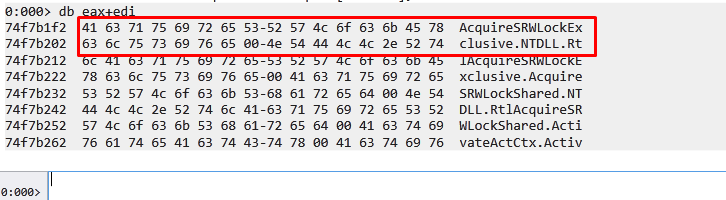 0:000> db eax+edi
74f7b1f2  41 63 71 75 69 72 65 53-52 57 4c 6f 63 6b 45 78  AcquireSRWLockEx
74f7b202  63 6c 75 73 69 76 65 00-4e 54 44 4c 4c 2e 52 74  clusive.NTDLL.Rt
74f7b212  6c 41 63 71 75 69 72 65-53 52 57 4c 6f 63 6b 45  lAcquireSRWLockE
74f7b222  78 63 6c 75 73 69 76 65-00 41 63 71 75 69 72 65  xclusive.Acquire
74f7b232  53 52 57 4c 6f 63 6b 53-68 61 72 65 64 00 4e 54  SRWLockShared.NT
74f7b242  44 4c 4c 2e 52 74 6c 41-63 71 75 69 72 65 53 52  DLL.RtlAcquireSR
74f7b252  57 4c 6f 63 6b 53 68 61-72 65 64 00 41 63 74 69  WLockShared.Acti
74f7b262  76 61 74 65 41 63 74 43-74 78 00 41 63 74 69 76  vateActCtx.Activ
0:000>